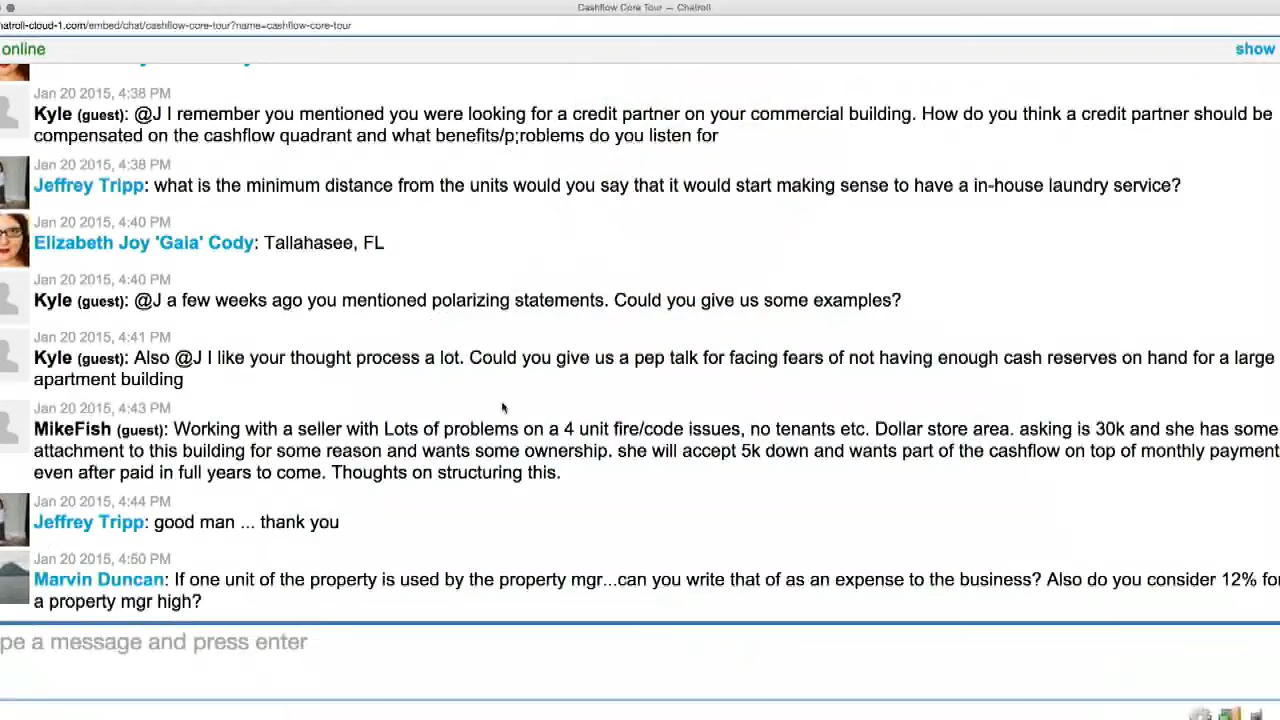 Cashflow Core Tour — Chatroll
hatroll-cloud-1.com/embed/chat/cashflow-core-tour?name=cashflow-core-tour
online
show
Jan 20 2015, 4:38 PM
Kyle (guest): @J I remember you mentioned you were looking for a credit partner on your commercial building. How do you think a credit partner should be
compensated on the cashflow quadrant and what benefits/p;roblems do you listen for
Jan 20 2015, 4:38 PM
Jeffrey Tripp: what is the minimum distance from the units would you say that it would start making sense to have a in-house laundry service?
Jan 20 2015, 4:40 PM
Elizabeth Joy 'Gaia' Cody: Tallahasee, FL
Jan 20 2015, 4:40 PM
Kyle (guest): @J a few weeks ago you mentioned polarizing statements. Could you give us some examples?
Jan 20 2015, 4:41 PM
Kyle (guest): Also @J I like your thought process a lot. Could you give us a pep talk for facing fears of not having enough cash reserves on hand for a large
apartment building
Jan 20 2015, 4:43 PM
MikeFish (guest): Working with a seller with Lots of problems on a 4 unit fire/code issues, no tenants etc. Dollar store area. asking is 30k and she has some
attachment to this building for some reason and wants some ownership. she will accept 5k down and wants part of the cashflow on top of monthly payment
even after paid in full years to come. Thoughts on structuring this.
Jan 20 2015, 4:44 PM
Jeffrey Tripp: good man ... thank you
Jan 20 2015, 4:50 PM
Marvin Duncan: If one unit of the property is used by the property mgr...can you write that of as an expense to the business? Also do you consider 12% fo
a property mgr high?
pe a message and press enter